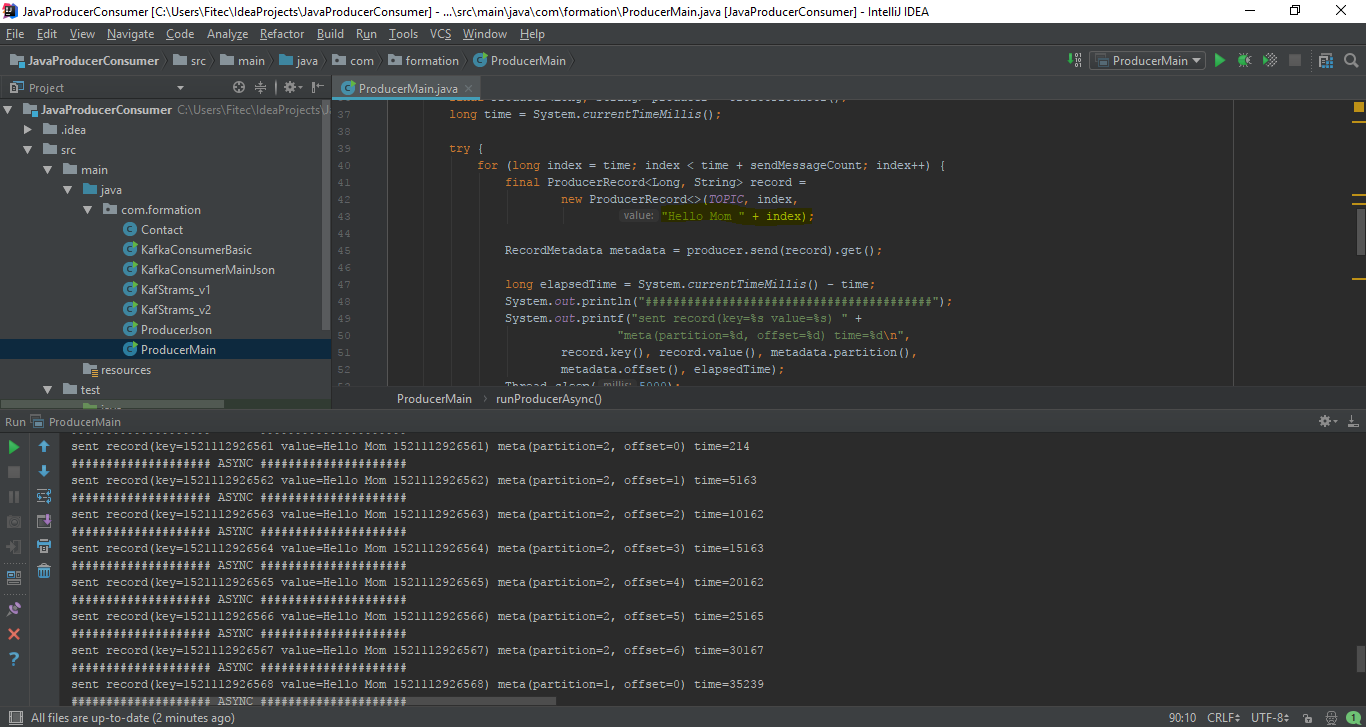 JavaProducerConsumer [C:\Users\Fitec\IdeaProjects\JavaProducerConsumer] - ...\src\main\java\com\formation\ProducerMain.java [JavaProducerConsumer] - IntelliJ IDEA
File Edit View Navigate Code Analyze Refactor Build Run Tools VCS Window Help
JavaProducerConsumer src main java com formation ProducerMain ProducerMain
Project ProducerMain.java
JavaProducerConsumer C:\Users\Fitec\IdeaProjects\
.idea
src
main
java
com.formation
Contact
KafkaConsumerBasic
KafkaConsumerMainJson
KafStrams_v1
KafStrams_v2
ProducerJson
ProducerMain
resources
test
37 long time = System.currentTimeMillis();
38
39 try {
40 for (long index = time; index < time + sendMessageCount; index++) {
41 final ProducerRecord<Long, String> record =
42 new ProducerRecord<>(TOPIC, index,
43 value: "Hello Mom " + index);
44
45 RecordMetadata metadata = producer.send(record).get();
46
47 long elapsedTime = System.currentTimeMillis() - time;
48 System.out.println("#########################################");
49 System.out.printf("sent record(key=%s value=%s) " +
50 "meta(partition=%d, offset=%d) time=%d\n",
51 record.key(), record.value(), metadata.partition(),
52 metadata.offset(), elapsedTime);
Thread.sleep( millis: 5000);
ProducerMain runProducerAsync()
Run ProducerMain
sent record(key=1521112926561 value=Hello Mom 1521112926561) meta(partition=2, offset=0) time=214
#################### ASYNC #####################
sent record(key=1521112926562 value=Hello Mom 1521112926562) meta(partition=2, offset=1) time=5163
#################### ASYNC #####################
sent record(key=1521112926563 value=Hello Mom 1521112926563) meta(partition=2, offset=2) time=10162
#################### ASYNC #####################
sent record(key=1521112926564 value=Hello Mom 1521112926564) meta(partition=2, offset=3) time=15163
#################### ASYNC #####################
sent record(key=1521112926565 value=Hello Mom 1521112926565) meta(partition=2, offset=4) time=20162
#################### ASYNC #####################
sent record(key=1521112926566 value=Hello Mom 1521112926566) meta(partition=2, offset=5) time=25165
#################### ASYNC #####################
sent record(key=1521112926567 value=Hello Mom 1521112926567) meta(partition=2, offset=6) time=30167
#################### ASYNC #####################
sent record(key=1521112926568 value=Hello Mom 1521112926568) meta(partition=1, offset=0) time=35239
#################### ASYNC #####################
All files are up-to-date (2 minutes ago) 90:10 CRLF UTF-8 1